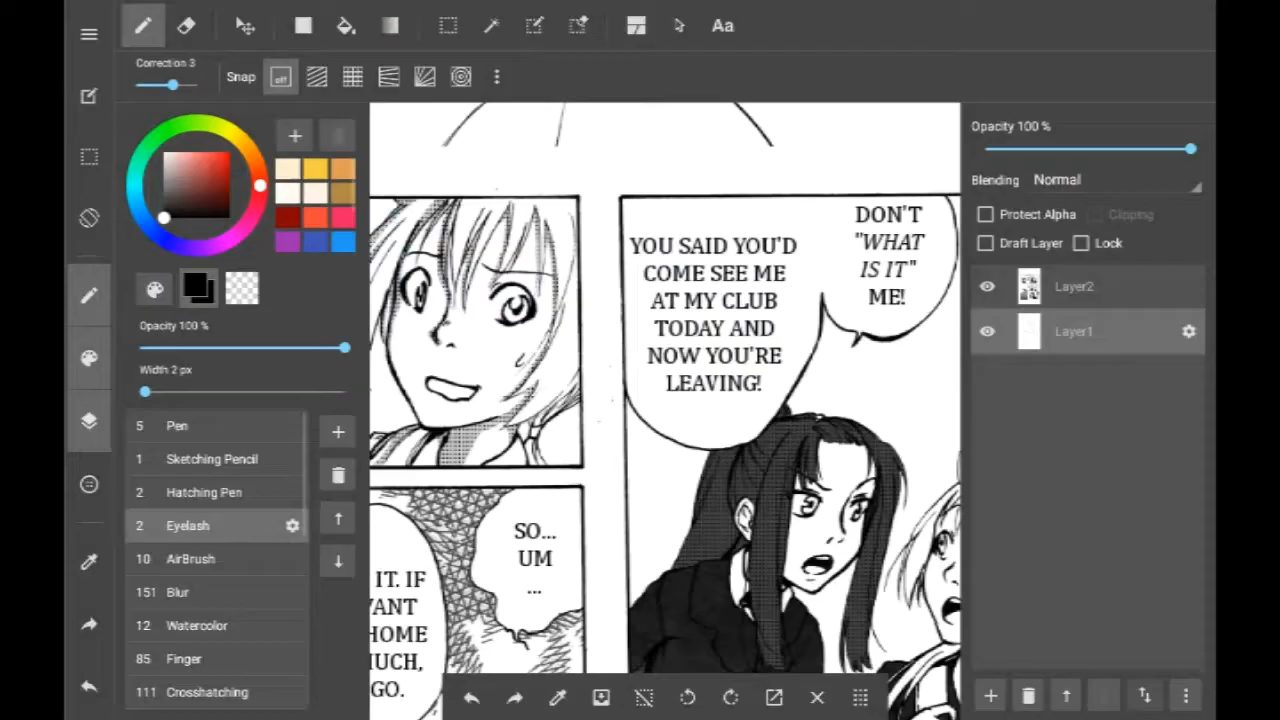 Aa
Correction 3
Snap
off
Opacity 100 %
Width 2 px
5 Pen
1 Sketching Pencil
2 Hatching Pen
2 Eyelash
10 AirBrush
151 Blur
12 Watercolor
85 Finger
111 Crosshatching
YOU SAID YOU'D
COME SEE ME
AT MY CLUB
TODAY AND
NOW YOU'RE
LEAVING!
DON'T
"WHAT
IS IT"
ME!
SO...
UM
...
IT. IF
HOME
GO.
Opacity 100 %
Blending Normal
Protect Alpha
Clipping
Draft Layer
Lock
Layer2
Layer1